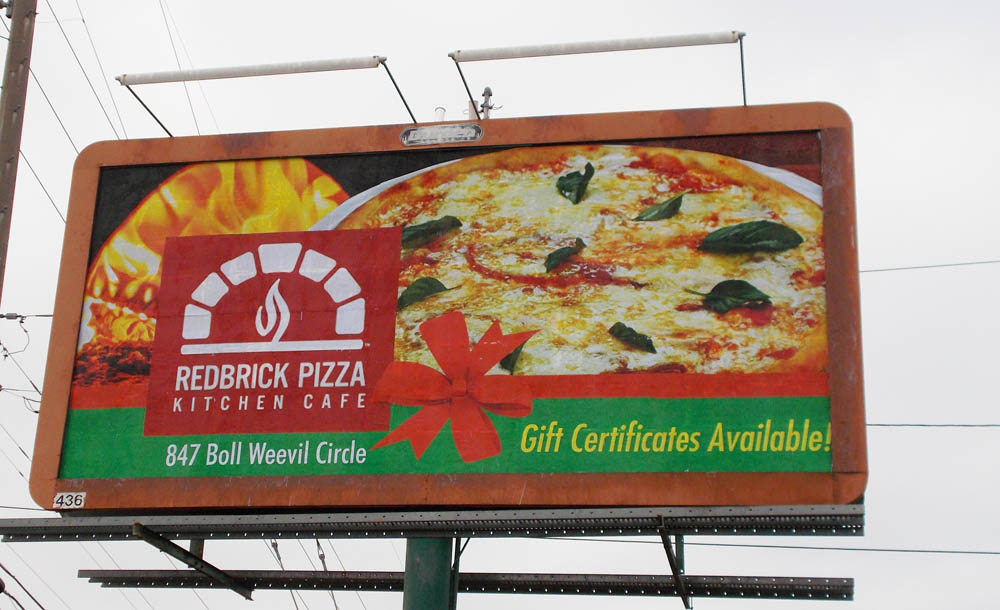 REDBRICK PIZZA
KITCHEN CAFE
847 Boll Weevil Circle
Gift Certificates Available!
436